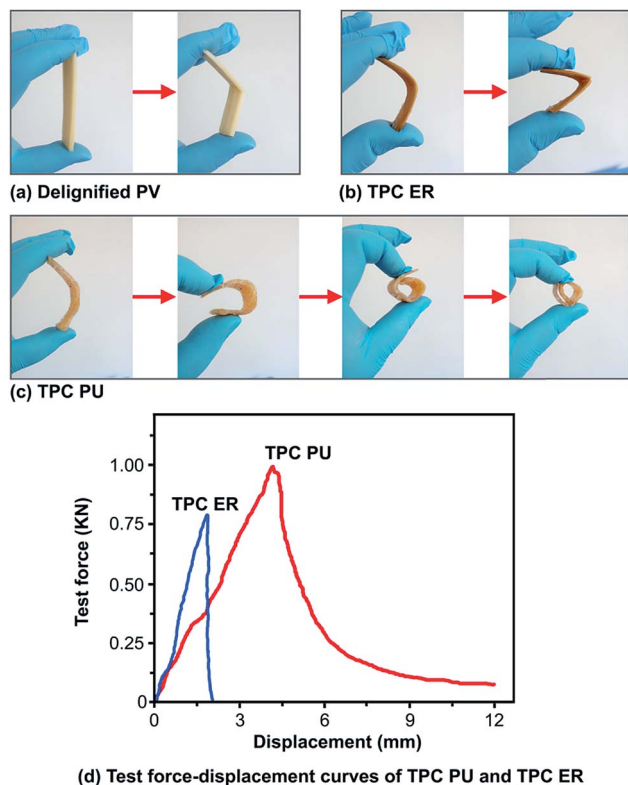 (a) Delignified PV
(b) TPC ER
(c) TPC PU
TPC PU
TPC ER
Test force (KN)
1.00
0.75
0.50
0.25
0
0 3 6 9 12
Displacement (mm)
(d) Test force-displacement curves of TPC PU and TPC ER